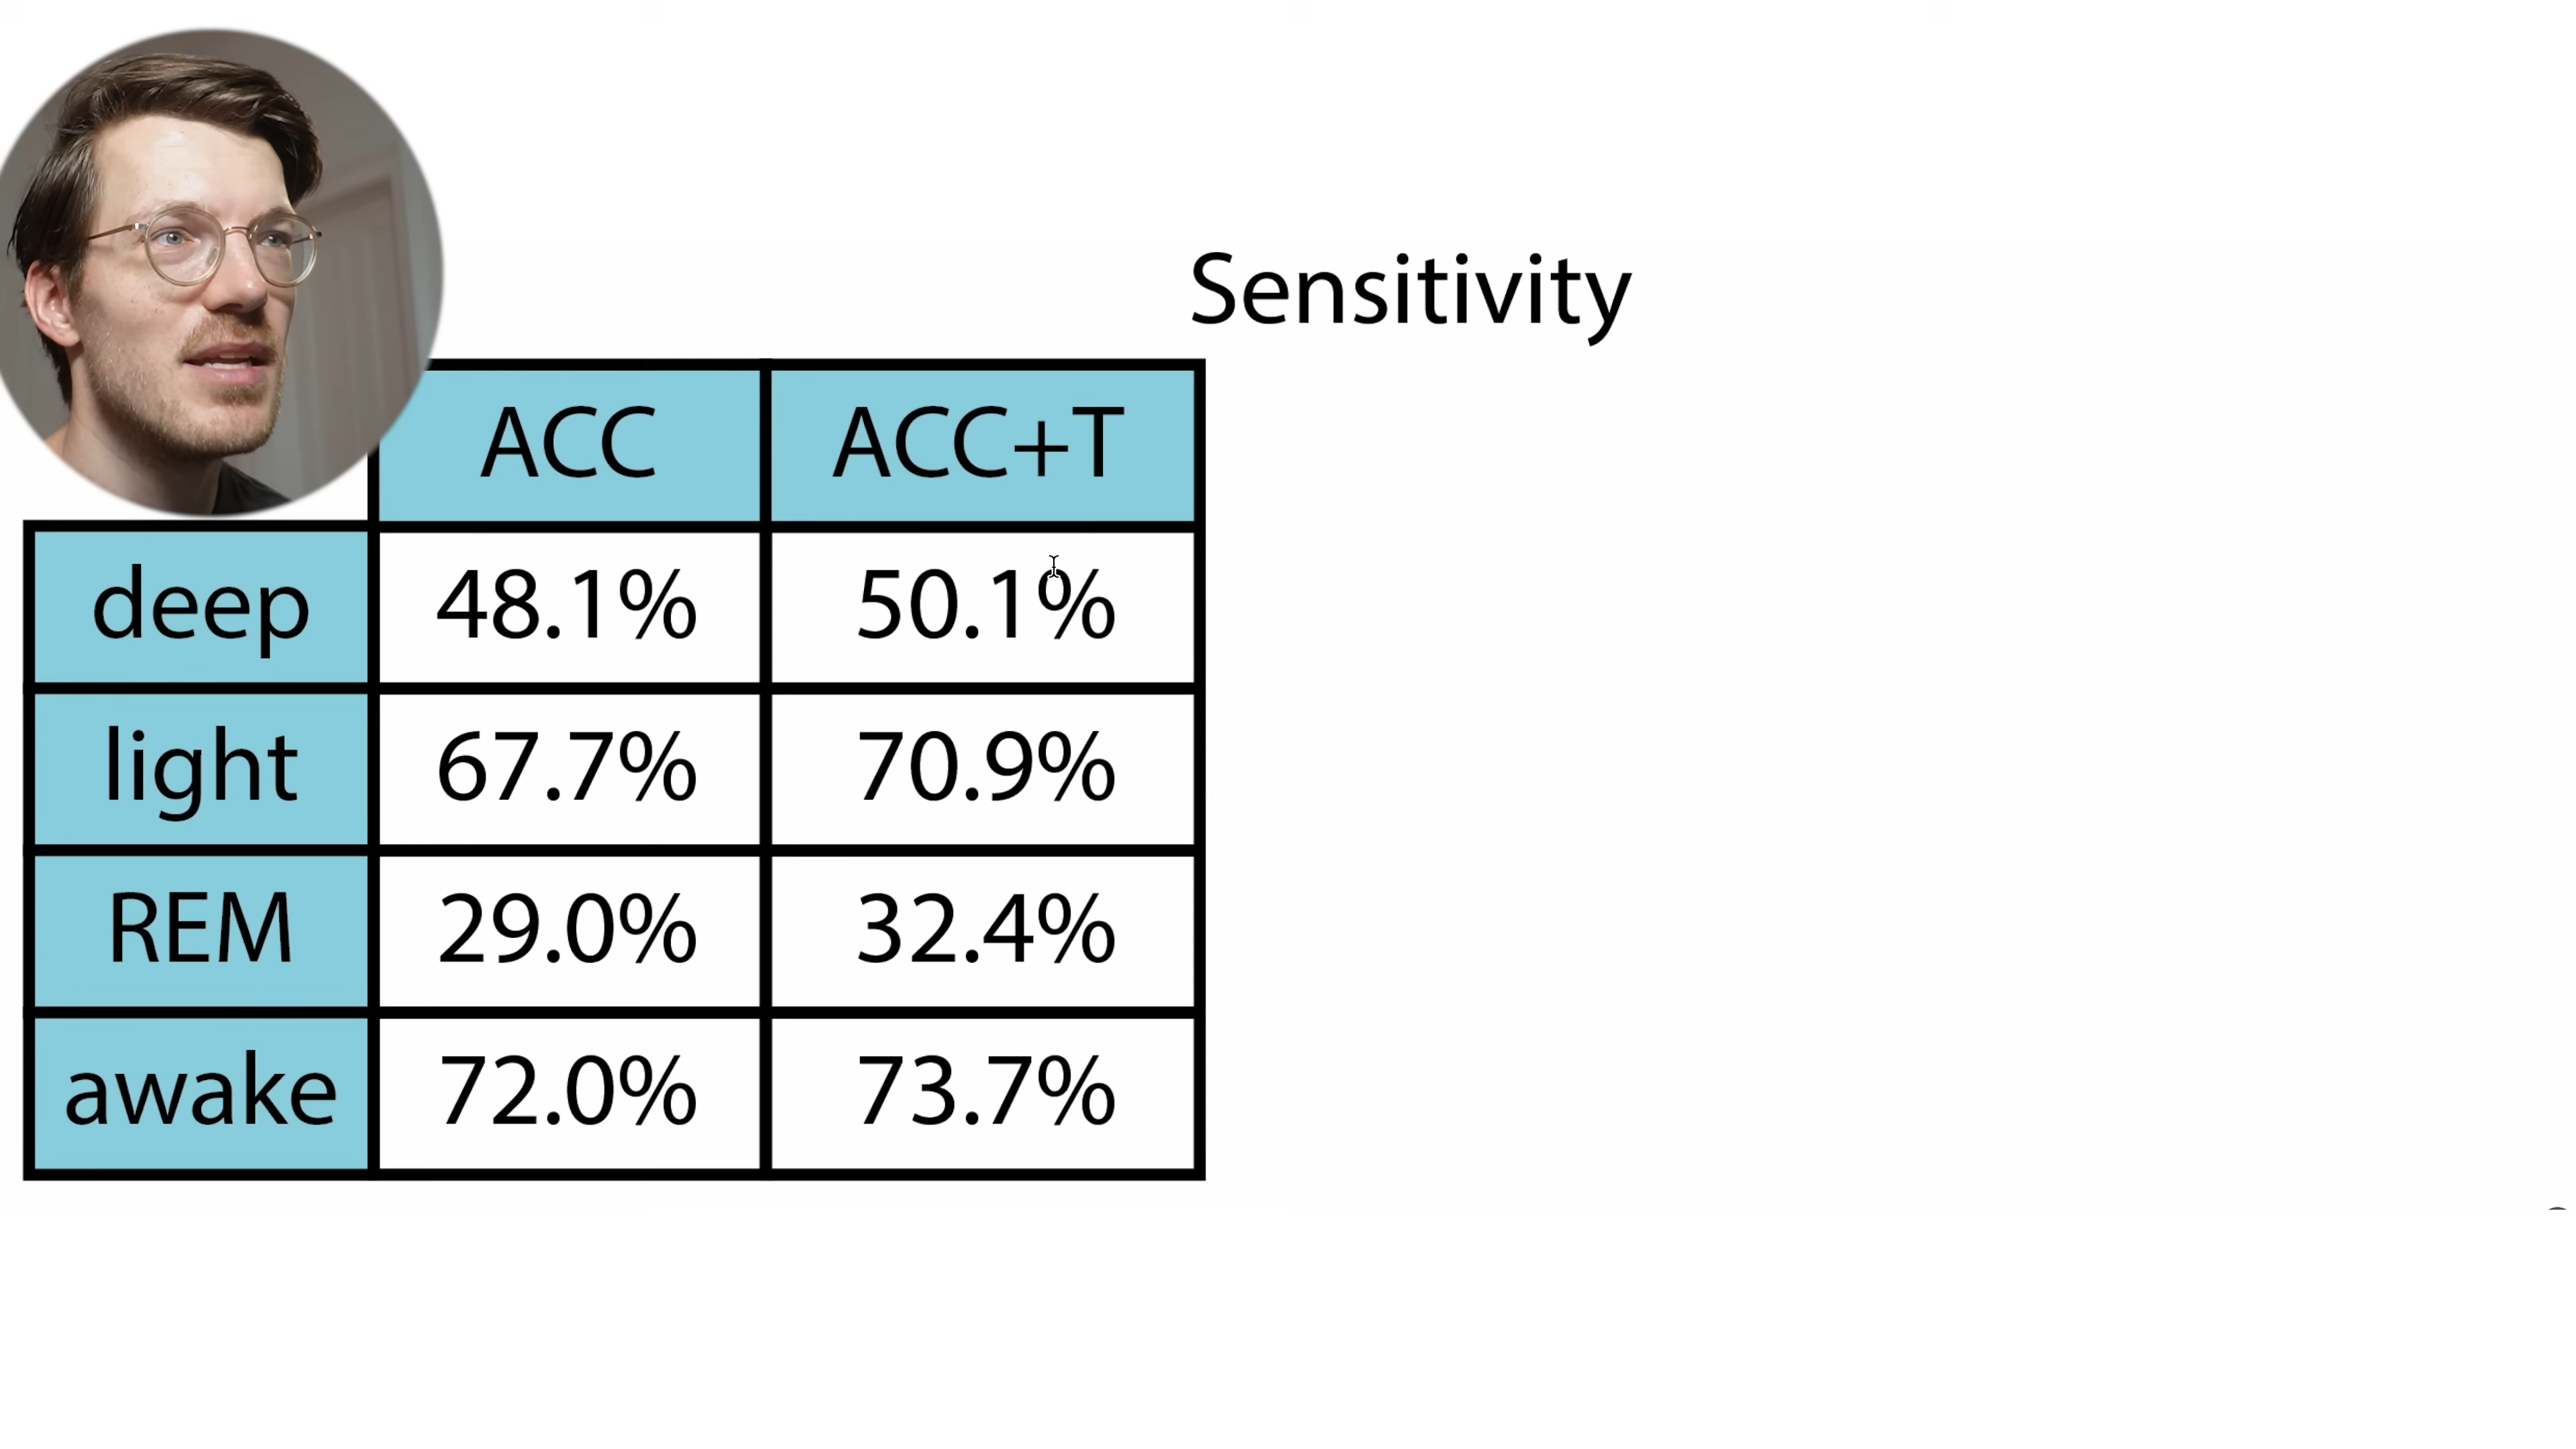 Sensitivity
ACC ACC+T
deep 48.1% 50.1%
light 67.7% 70.9%
REM 29.0% 32.4%
awake 72.0% 73.7%